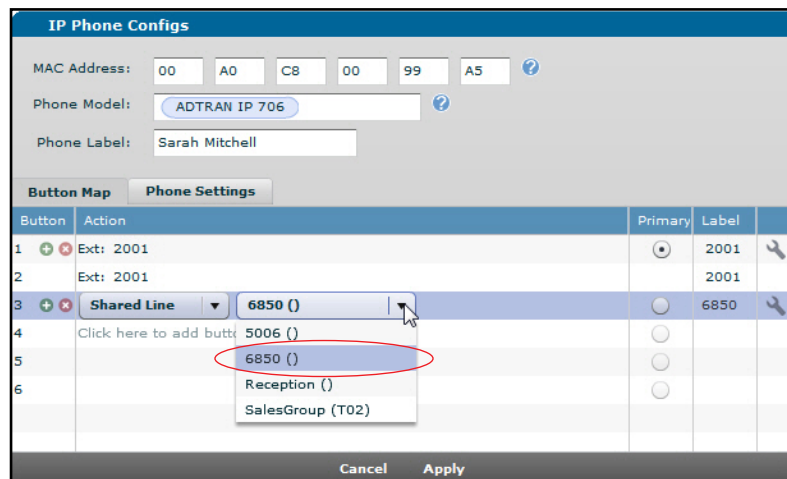 IP Phone Configs
MAC Address: 00 A0 C8 00 99 A5 ?
Phone Model: ADTRAN IP 706 ?
Phone Label: Sarah Mitchell
Button Map Phone Settings
Button Action Primary Label
1 Ext: 2001 2001
2 Ext: 2001 2001
3 Shared Line 6850 () 6850
4 Click here to add butt 5006 ()
5 6850 ()
6 Reception ()
SalesGroup (T02)
Cancel Apply